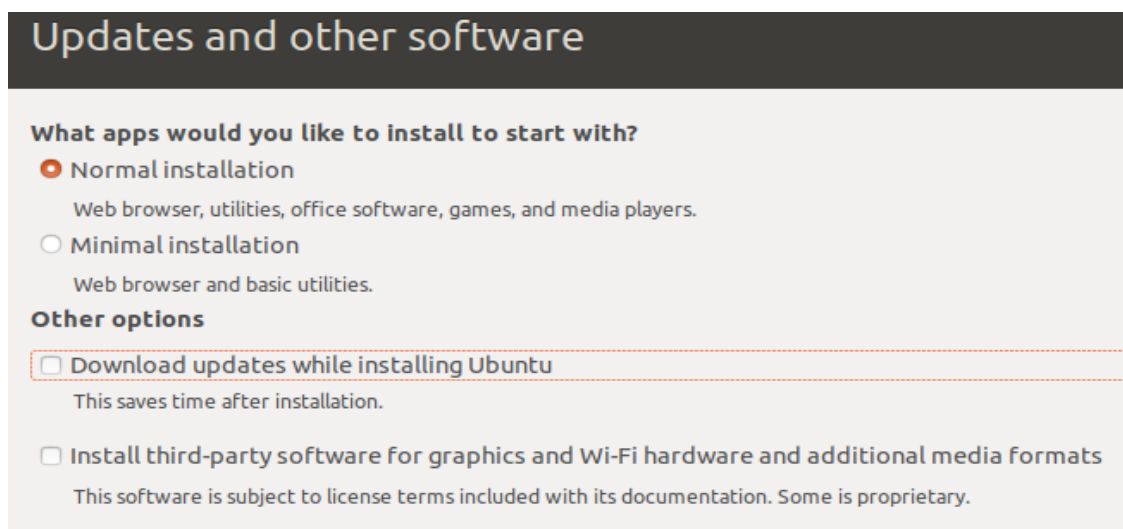 Updates and other software
What apps would you like to install to start with?
Normal installation
Web browser, utilities, office software, games, and media players.
Minimal installation
Web browser and basic utilities.
Other options
Download updates while installing Ubuntu
This saves time after installation.
Install third-party software for graphics and Wi-Fi hardware and additional media formats
This software is subject to license terms included with its documentation. Some is proprietary.